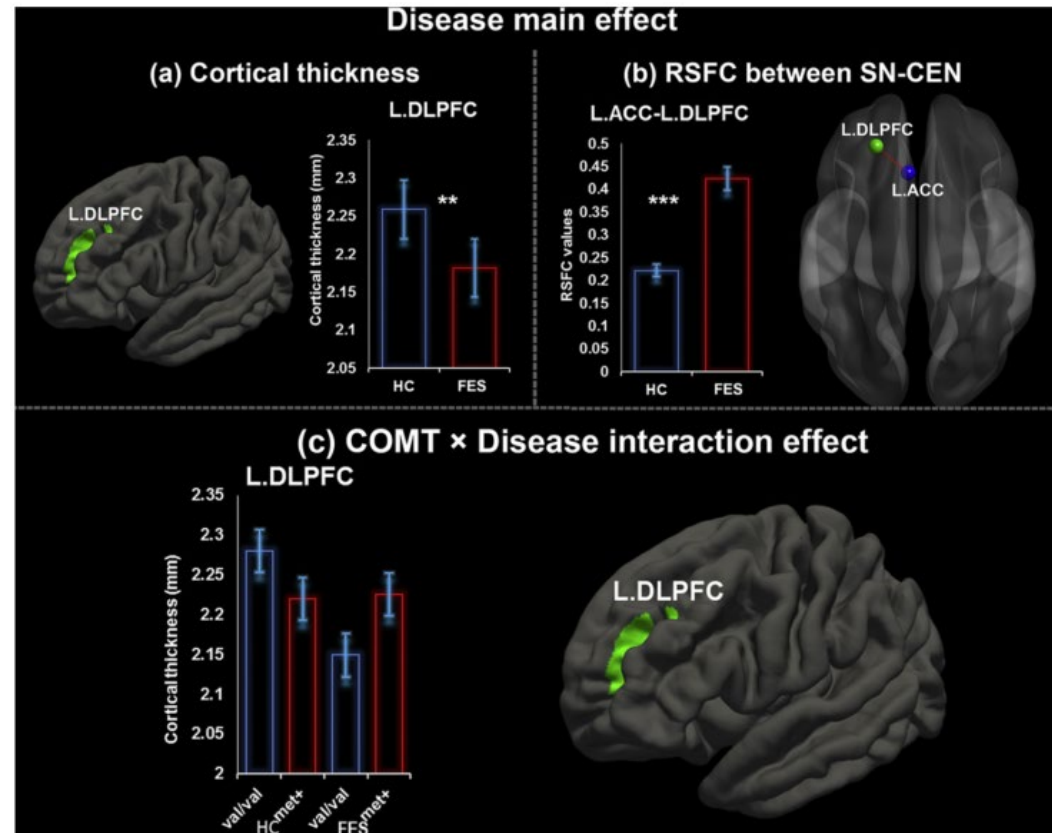 Disease main effect
(a) Cortical thickness
L.DLPFC
L.DLPFC
Cortical thickness (mm)
2.35
2.3
2.25
2.2
2.15
2.1
2.05
**
HC
FES
(b) RSFC between SN-CEN
L.ACC-L.DLPFC
RSFC values
0.5
0.45
0.4
0.35
0.3
0.25
0.2
0.15
0.1
0.05
0
***
HC
FES
L.DLPFC
L.ACC
(c) COMT × Disease interaction effect
L.DLPFC
Cortical thickness (mm)
2.35
2.3
2.25
2.2
2.15
2.1
2.05
2
val/val
met+
val/val
met+
HC
FES
L.DLPFC